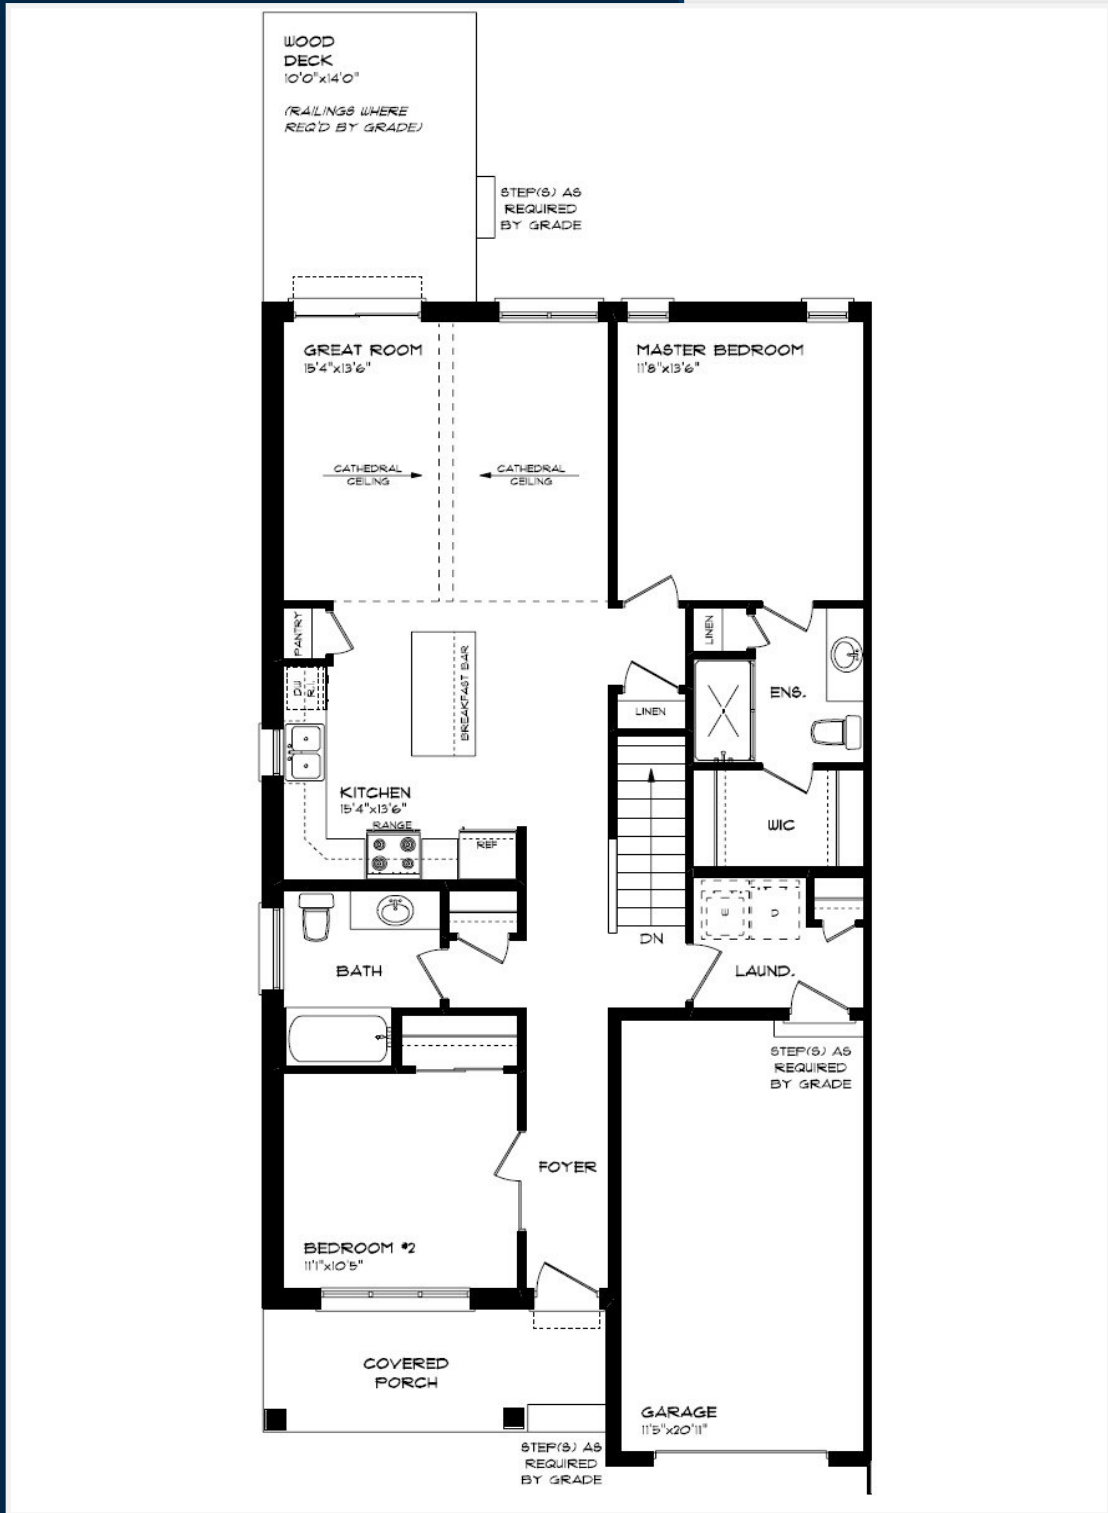 WOOD
DECK
10'0"x14'0"
(RAILINGS WHERE
REQ'D BY GRADE)
STEP(S) AS
REQUIRED
BY GRADE
GREAT ROOM
15'4"x13'6"
MASTER BEDROOM
11'8"x13'6"
CATHEDRAL
CEILING
CATHEDRAL
CEILING
PANTRY
LINEN
DW
R.I.
BREAKFAST BAR
ENS.
LINEN
KITCHEN
15'4"x13'6"
RANGE
REF
WIC
W
D
DN
BATH
LAUND.
STEP(S) AS
REQUIRED
BY GRADE
FOYER
BEDROOM #2
11'1"x10'5"
COVERED
PORCH
GARAGE
11'5"x20'11"
STEP(S) AS
REQUIRED
BY GRADE